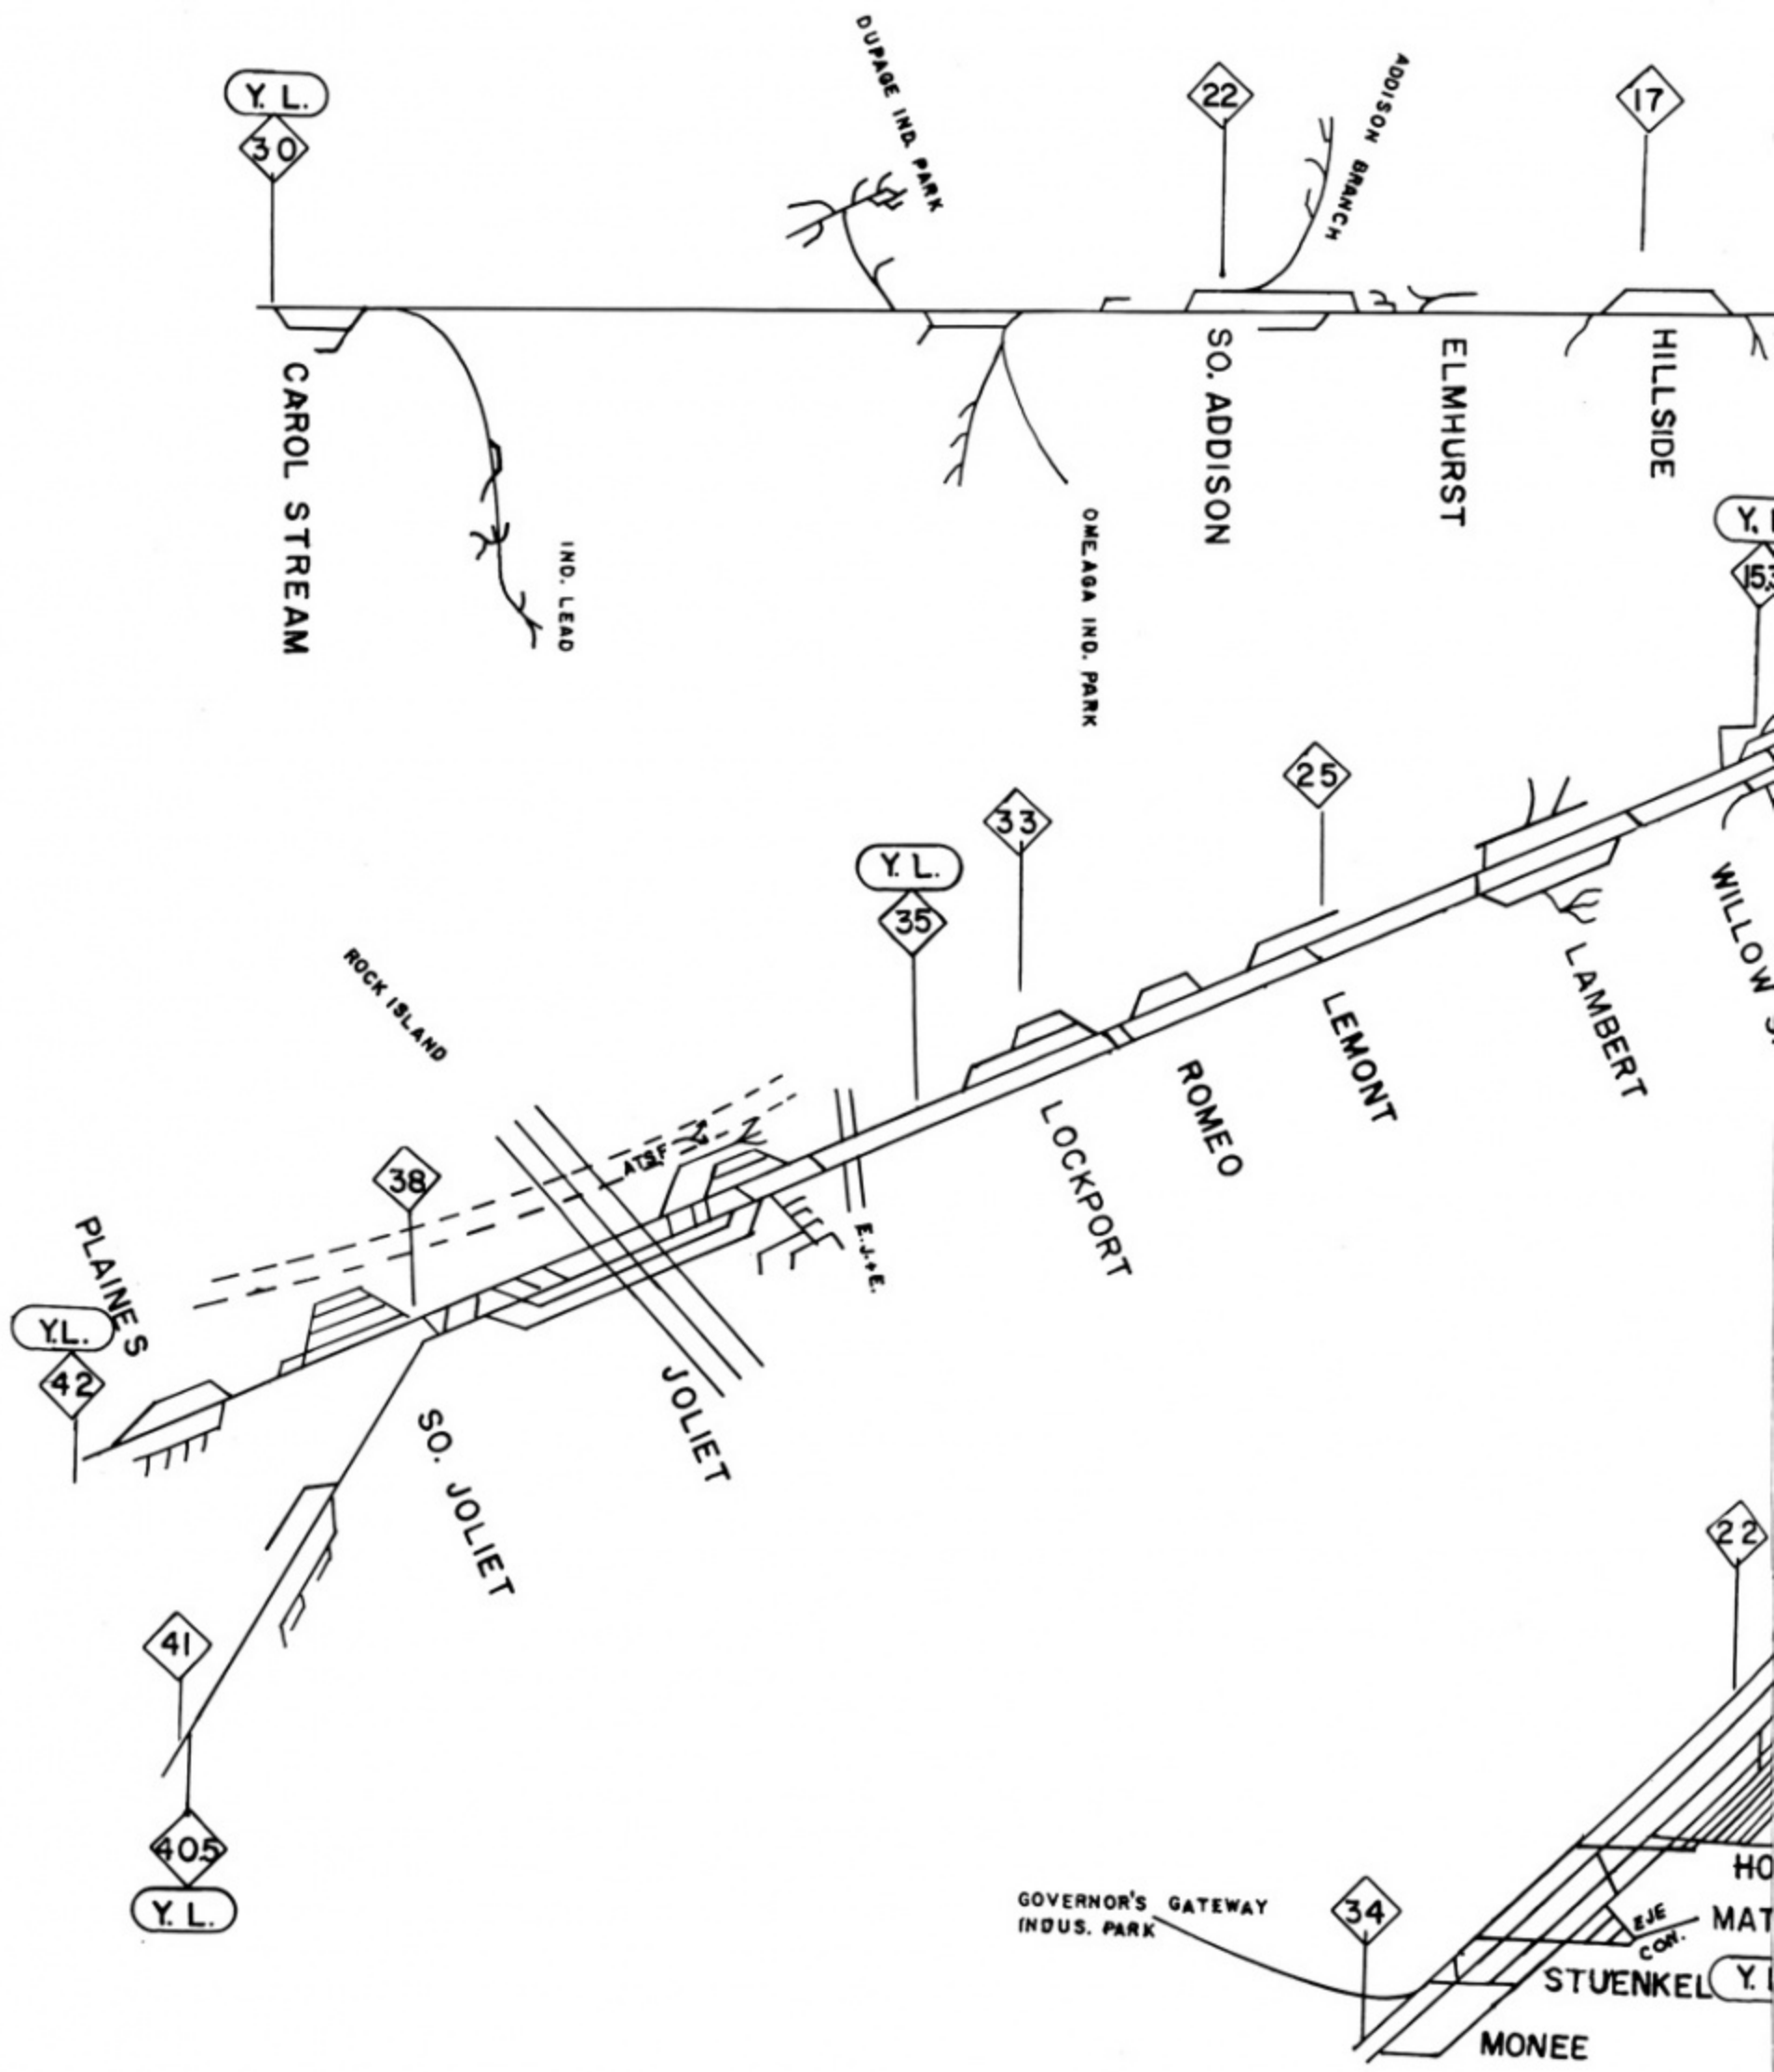 Y. L.
30
DUPAGE IND. PARK
22
ADDISON BRANCH
17
CAROL STREAM
IND. LEAD
OMEAGA IND. PARK
SO. ADDISON
ELMHURST
HILLSIDE
25
33
Y. L.
35
WILLOW
LAMBERT
LEMONT
ROMEO
LOCKPORT
ROCK ISLAND
ATSF
E.J.+E.
38
PLAINES
Y.L.
42
JOLIET
SO. JOLIET
41
405
Y. L.
22
GOVERNOR'S GATEWAY
INDUS. PARK
34
EJE
CON.
STUENKEL
MONEE